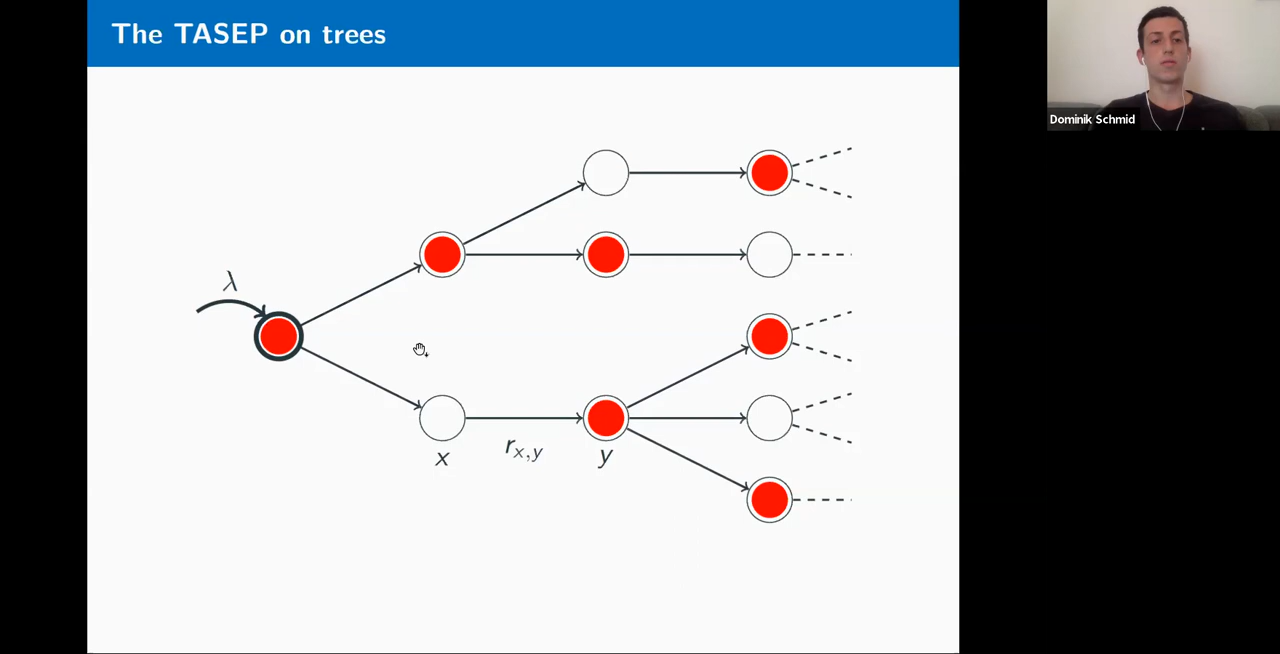 The TASEP on trees
Dominik Schmid
λ
x
r_{x,y}
y